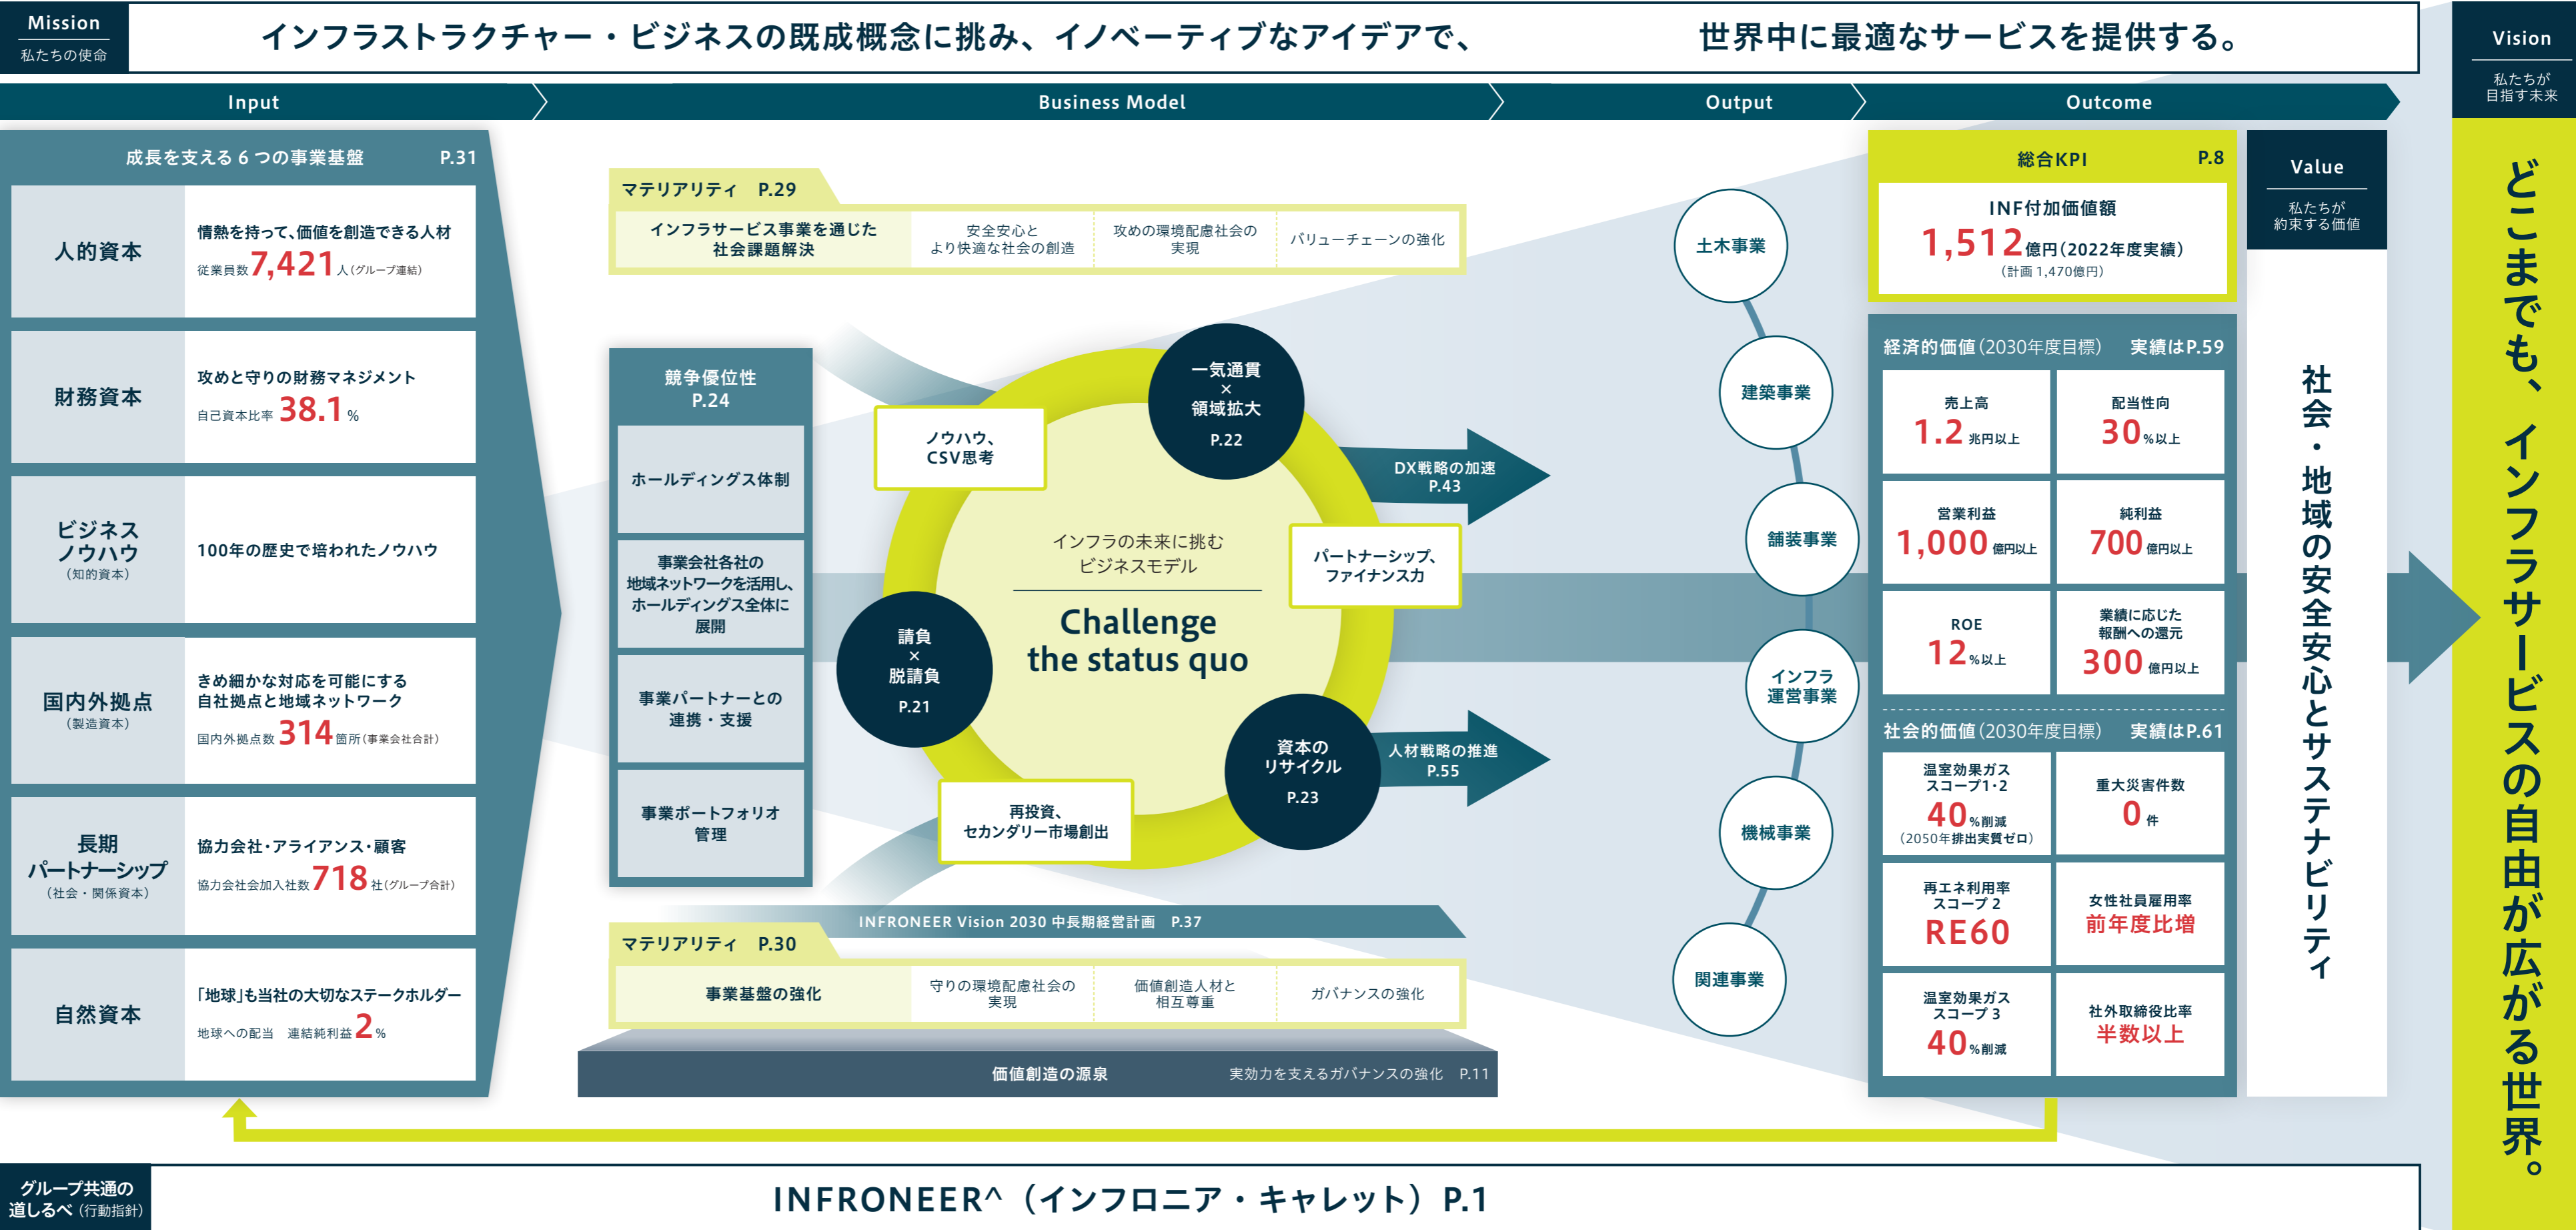 Mission
私たちの使命
インフラストラクチャー・ビジネスの既成概念に挑み、イノベーティブなアイデアで、　世界中に最適なサービスを提供する。
Vision
私たちが
目指す未来
どこまでも、インフラサービスの自由が広がる世界。
Input
Business Model
Output
Outcome
成長を支える6つの事業基盤　P.31
人的資本
情熱を持って、価値を創造できる人材
従業員数7,421人（グループ連結）
財務資本
攻めと守りの財務マネジメント
自己資本比率 38.1%
ビジネス
ノウハウ
（知的資本）
100年の歴史で培われたノウハウ
国内外拠点
（製造資本）
きめ細かな対応を可能にする
自社拠点と地域ネットワーク
国内外拠点数 314箇所（事業会社合計）
長期
パートナーシップ
（社会・関係資本）
協力会社・アライアンス・顧客
協力会社会加入社数718社（グループ合計）
自然資本
「地球」も当社の大切なステークホルダー
地球への配当　連結純利益2%
マテリアリティ　P.29
インフラサービス事業を通じた
社会課題解決
安全安心と
より快適な社会の創造
攻めの環境配慮社会の
実現
バリューチェーンの強化
競争優位性
P.24
ホールディングス体制
事業会社各社の
地域ネットワークを活用し、
ホールディングス全体に
展開
事業パートナーとの
連携・支援
事業ポートフォリオ
管理
ノウハウ、
CSV思考
一気通貫
×
領域拡大
P.22
DX戦略の加速
P.43
インフラの未来に挑む
ビジネスモデル
Challenge
the status quo
パートナーシップ、
ファイナンス力
請負
×
脱請負
P.21
資本の
リサイクル
P.23
人材戦略の推進
P.55
再投資、
セカンダリー市場創出
INFRONEER Vision 2030 中長期経営計画　P.37
マテリアリティ　P.30
事業基盤の強化
守りの環境配慮社会の
実現
価値創造人材と
相互尊重
ガバナンスの強化
価値創造の源泉
実効力を支えるガバナンスの強化　P.11
土木事業
建築事業
舗装事業
インフラ
運営事業
機械事業
関連事業
総合KPI　P.8
INF付加価値額
1,512億円（2022年度実績）
（計画 1,470億円）
経済的価値（2030年度目標）　実績はP.59
売上高
1.2 兆円以上
配当性向
30%以上
営業利益
1,000億円以上
純利益
700億円以上
ROE
12%以上
業績に応じた
報酬への還元
300億円以上
社会的価値（2030年度目標）　実績はP.61
温室効果ガス
スコープ1・2
40%削減
（2050年排出実質ゼロ）
重大災害件数
0件
再エネ利用率
スコープ 2
RE60
女性社員雇用率
前年度比増
温室効果ガス
スコープ 3
40%削減
社外取締役比率
半数以上
Value
私たちが
約束する価値
社会・地域の安全安心とサステナビリティ
グループ共通の
道しるべ（行動指針）
INFRONEER^（インフロニア・キャレット）P.1